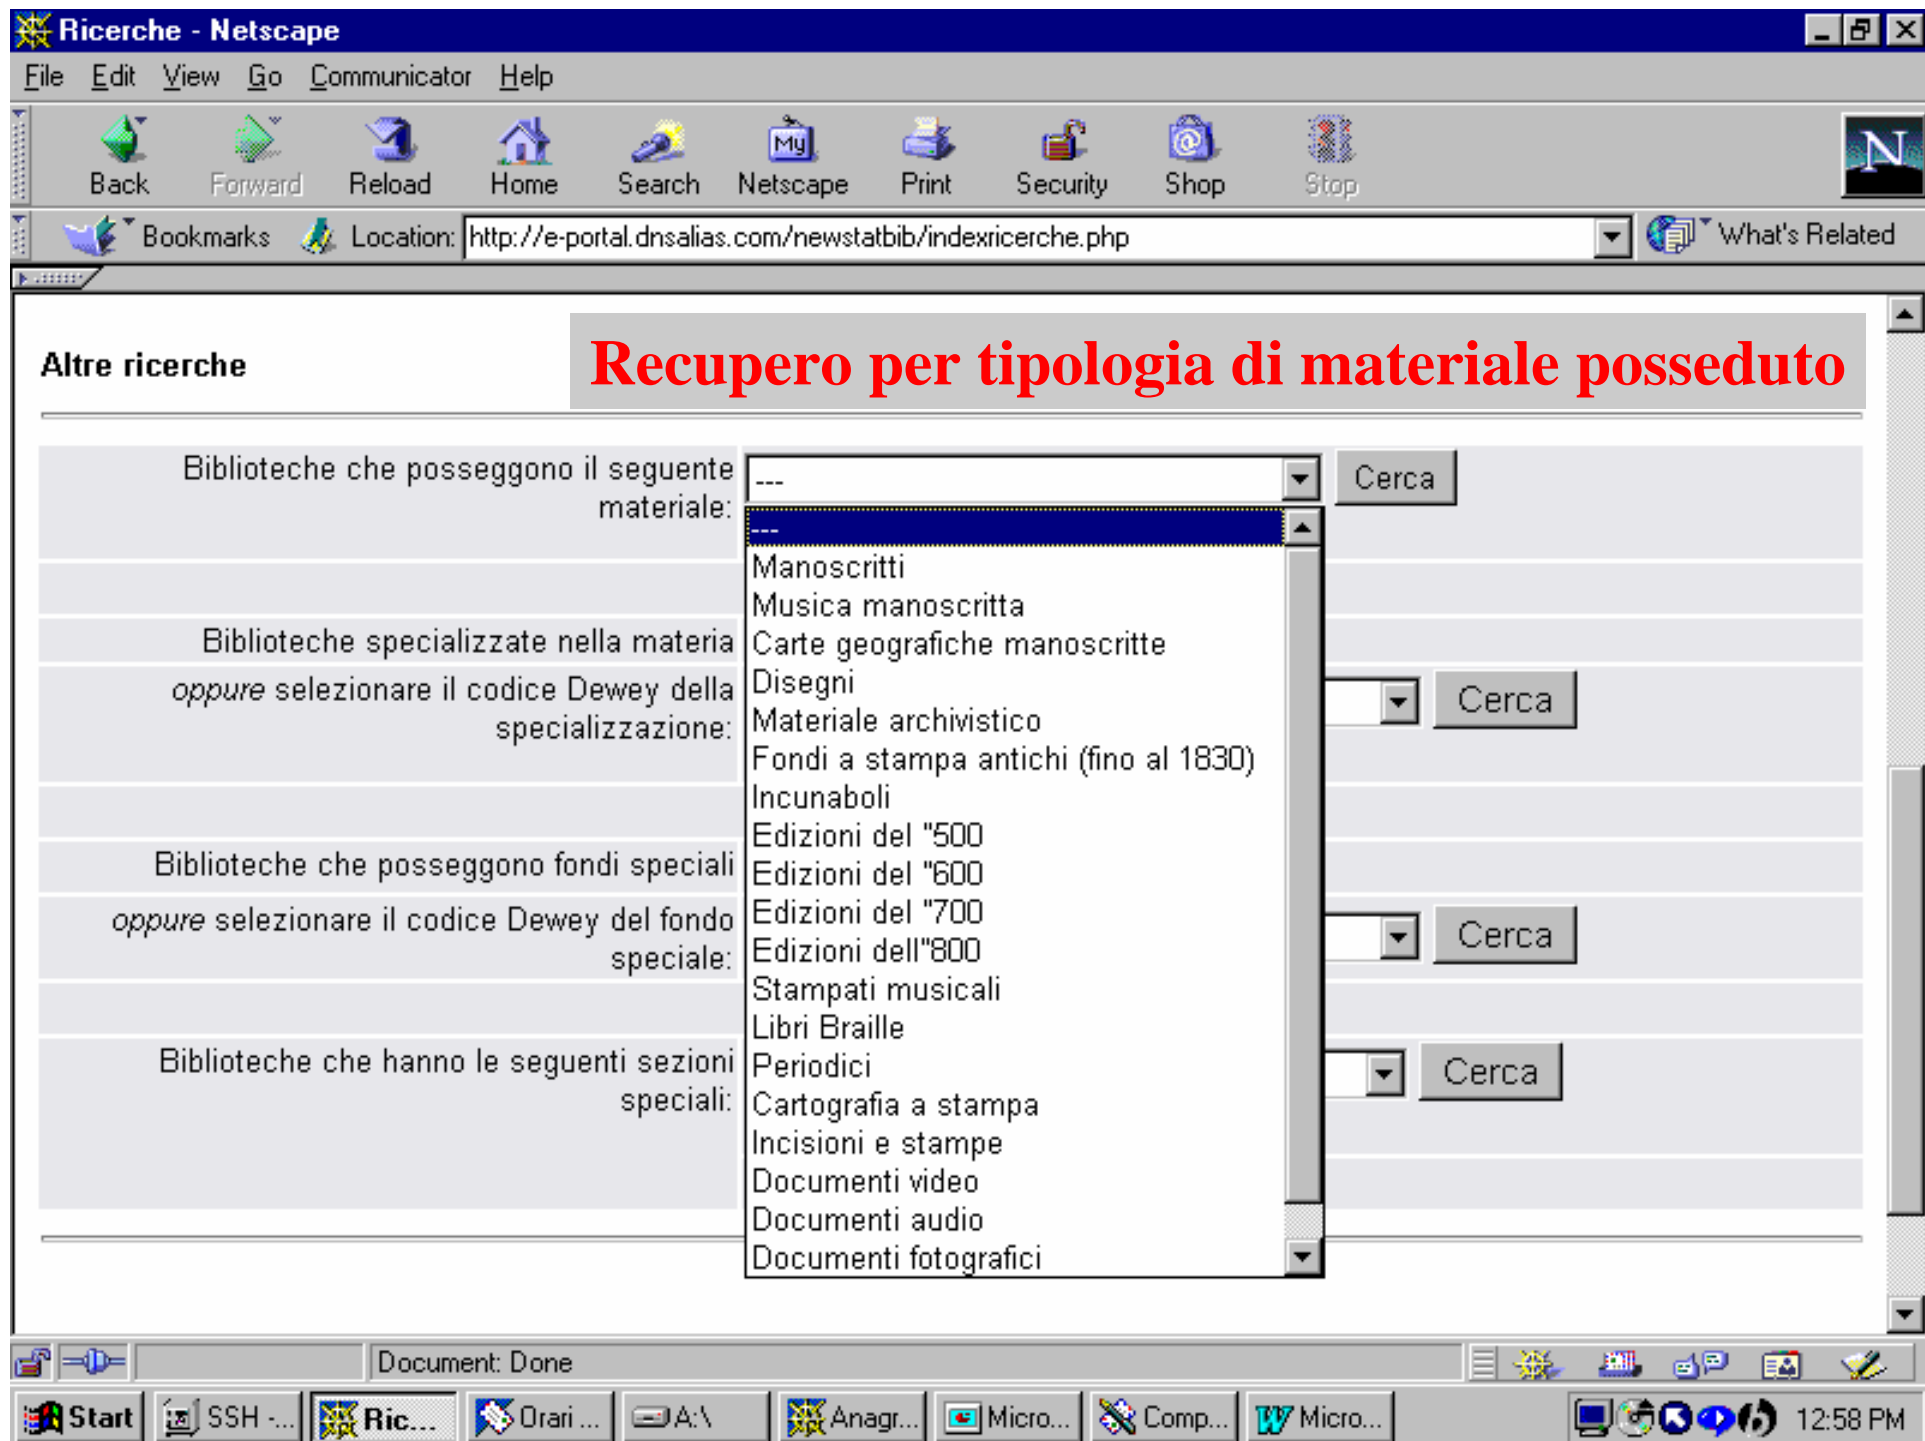 Ricerche - Netscape
File Edit View Go Communicator Help
My N
Back Forward Reload Home Search Netscape Print Security Shop Stop
Bookmarks Location: http://e-portal.dnsalias.com/newstatbib/indexricerche.php What's Related
Recupero per tipologia di materiale posseduto
Altre ricerche
Biblioteche che posseggono il seguente
materiale:
--- Cerca
---
Manoscritti
Musica manoscritta
Carte geografiche manoscritte
Disegni
Materiale archivistico
Fondi a stampa antichi (fino al 1830)
Incunaboli
Edizioni del "500
Edizioni del "600
Edizioni del "700
Edizioni dell"800
Stampati musicali
Libri Braille
Periodici
Cartografia a stampa
Incisioni e stampe
Documenti video
Documenti audio
Documenti fotografici
Biblioteche specializzate nella materia
oppure selezionare il codice Dewey della
specializzazione:
Cerca
Biblioteche che posseggono fondi speciali
oppure selezionare il codice Dewey del fondo
speciale:
Cerca
Biblioteche che hanno le seguenti sezioni
speciali:
Cerca
Document: Done
Start SSH -... Ric... Orari ... A:\ Anagr... Micro... Comp... Micro... 12:58 PM